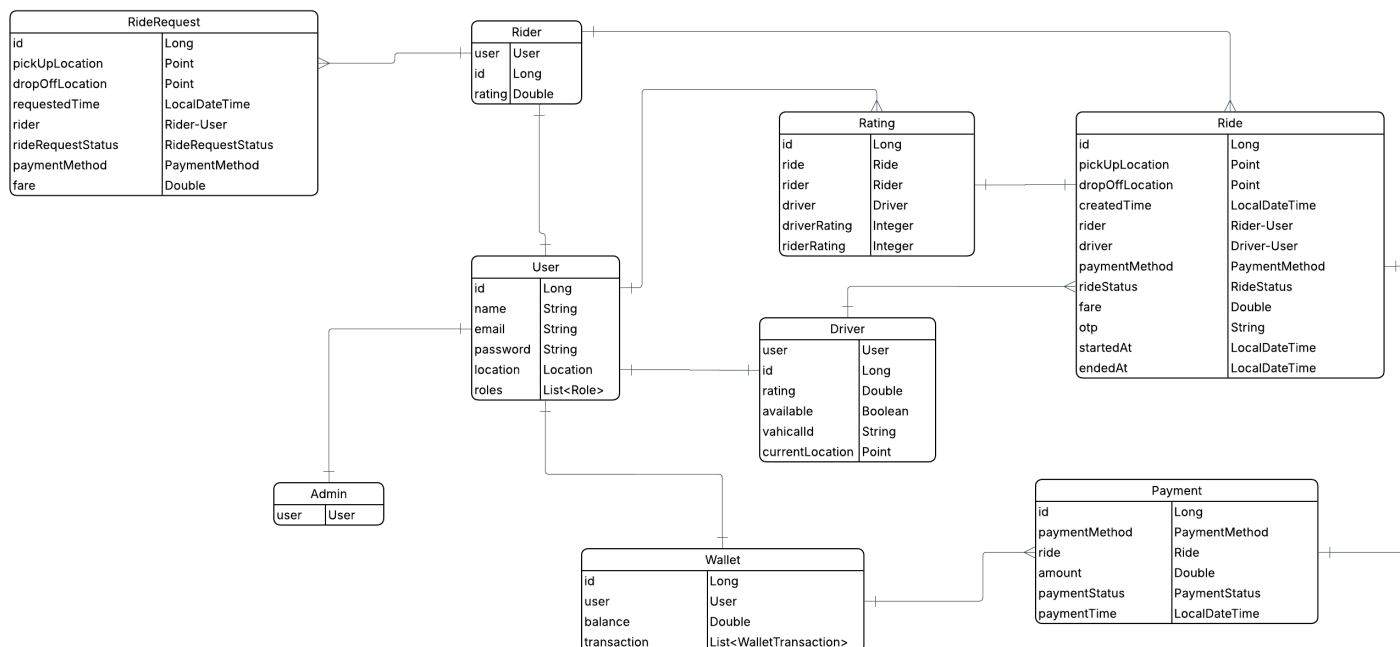 RideRequest
id Long
pickUpLocation Point
dropOffLocation Point
requestedTime LocalDateTime
rider Rider-User
rideRequestStatus RideRequestStatus
paymentMethod PaymentMethod
fare Double
Rider
user User
id Long
rating Double
Rating
id Long
ride Ride
rider Rider
driver Driver
driverRating Integer
riderRating Integer
Ride
id Long
pickUpLocation Point
dropOffLocation Point
createdTime LocalDateTime
rider Rider-User
driver Driver-User
paymentMethod PaymentMethod
rideStatus RideStatus
fare Double
otp String
startedAt LocalDateTime
endedAt LocalDateTime
User
id Long
name String
email String
password String
location Location
roles List<Role>
Driver
user User
id Long
rating Double
available Boolean
vahicalId String
currentLocation Point
Admin
user User
Payment
id Long
paymentMethod PaymentMethod
ride Ride
amount Double
paymentStatus PaymentStatus
paymentTime LocalDateTime
Wallet
id Long
user User
balance Double
transaction List<WalletTransaction>